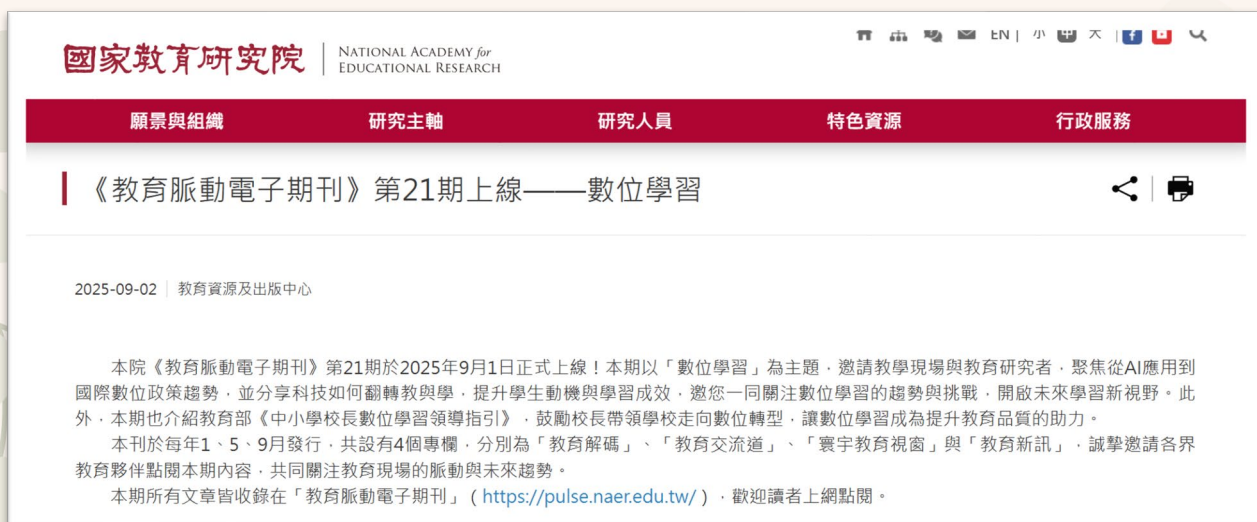 國家教育研究院
NATIONAL ACADEMY for
EDUCATIONAL RESEARCH
EN | 小 中 大 |
願景與組織 研究主軸 研究人員 特色資源 行政服務
《教育脈動電子期刊》第21期上線——數位學習
2025-09-02 | 教育資源及出版中心
本院《教育脈動電子期刊》第21期於2025年9月1日正式上線！本期以「數位學習」為主題，邀請教學現場與教育研究者，聚焦從AI應用到
國際數位政策趨勢，並分享科技如何翻轉教與學，提升學生動機與學習成效，邀您一同關注數位學習的趨勢與挑戰，開啟未來學習新視野。此
外，本期也介紹教育部《中小學校長數位學習領導指引》，鼓勵校長帶領學校走向數位轉型，讓數位學習成為提升教育品質的助力。
本刊於每年1、5、9月發行，共設有4個專欄，分別為「教育解碼」、「教育交流道」、「寰宇教育視窗」與「教育新訊」，誠摯邀請各界
教育夥伴點閱本期內容，共同關注教育現場的脈動與未來趨勢。
本期所有文章皆收錄在「教育脈動電子期刊」（https://pulse.naer.edu.tw/），歡迎讀者上網點閱。